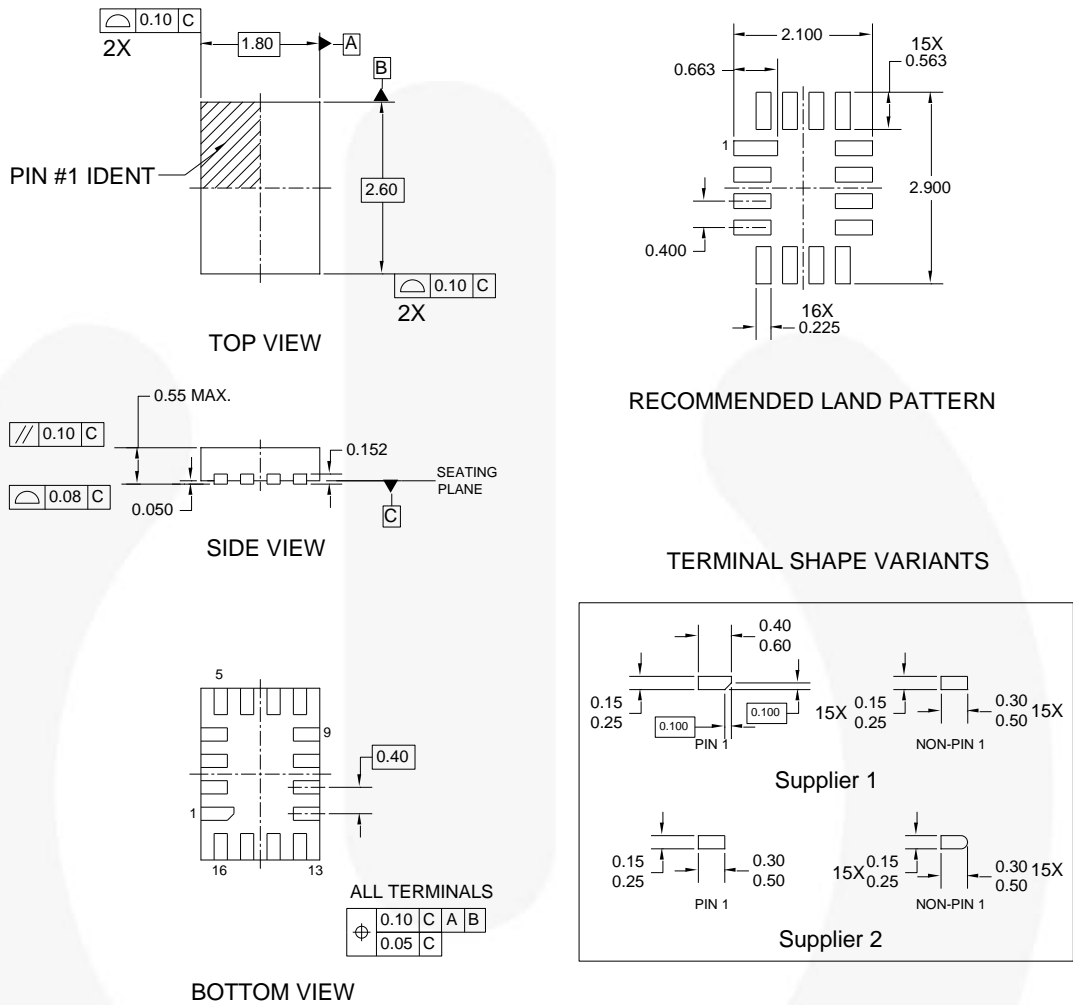 0.10 C
2X
1.80
A
B
PIN #1 IDENT
2.60
0.10 C
2X
TOP VIEW
2.100
15X
0.563
0.663
1
2.900
0.400
16X
0.225
RECOMMENDED LAND PATTERN
0.55 MAX.
// 0.10 C
0.152
SEATING
PLANE
0.08 C
0.050
C
SIDE VIEW
TERMINAL SHAPE VARIANTS
0.40
0.60
0.15
0.25
0.100
0.100
PIN 1
15X 0.15
0.25
0.30
0.50 15X
NON-PIN 1
Supplier 1
0.15
0.25
0.30
0.50
PIN 1
15X 0.15
0.25
0.30
0.50 15X
NON-PIN 1
Supplier 2
5
9
0.40
1
16
13
ALL TERMINALS
⌖ 0.10 C A B
0.05 C
BOTTOM VIEW